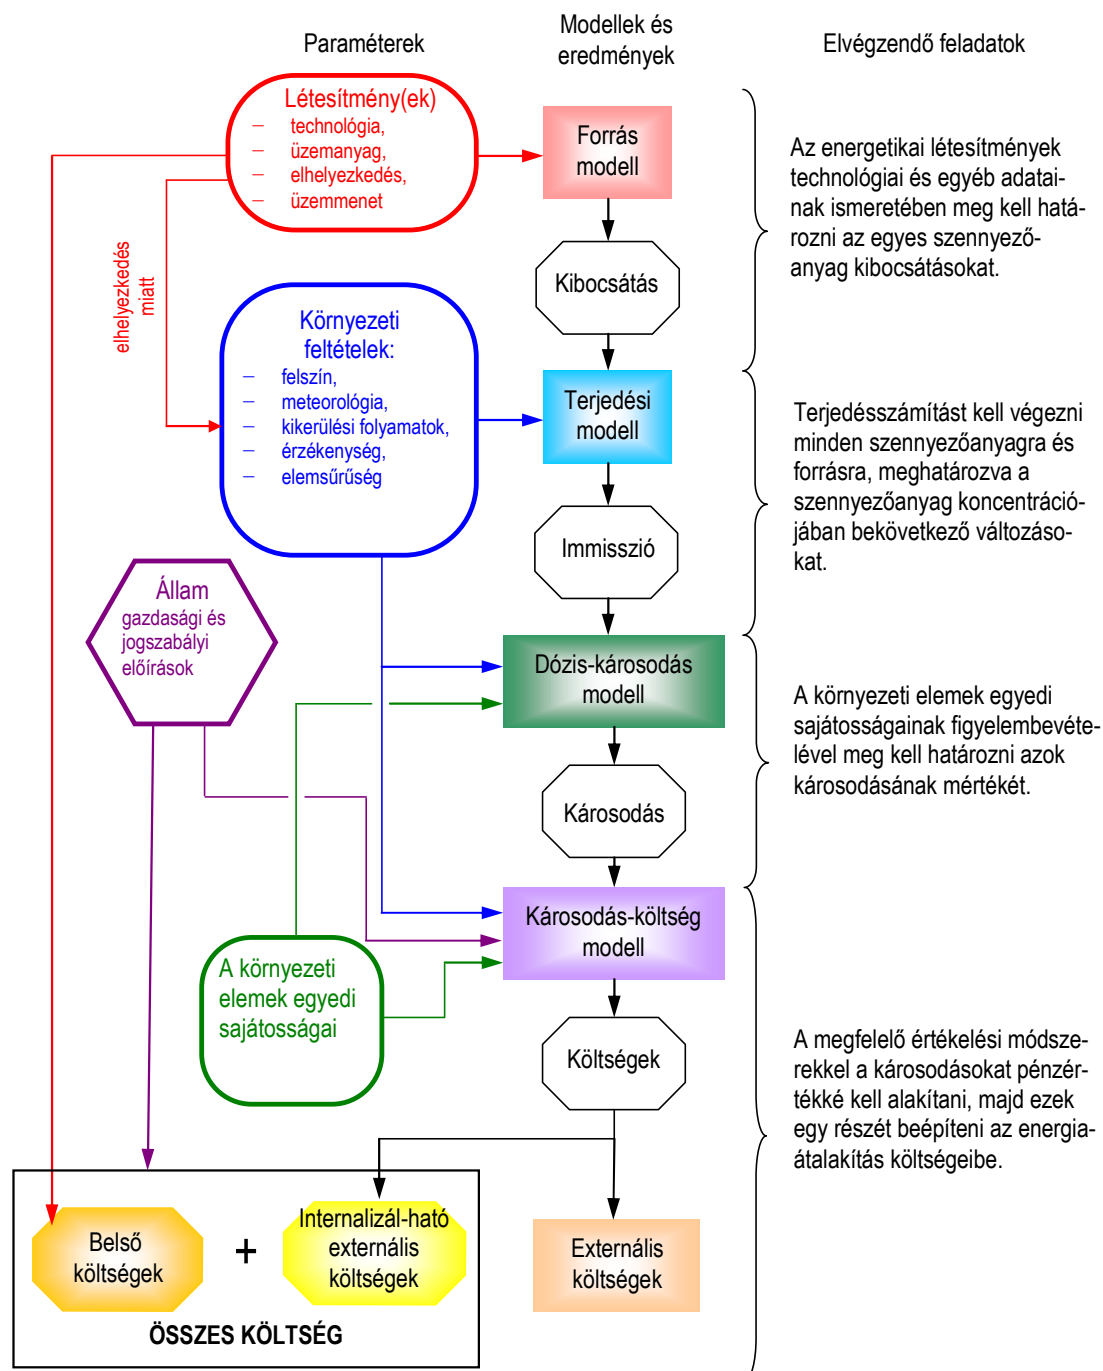 Paraméterek
Modellek és
eredmények
Elvégzendő feladatok
Létesítmény(ek)
– technológia,
– üzemanyag,
– elhelyezkedés,
– üzemmenet
Forrás
modell
Az energetikai létesítmények
technológiai és egyéb adatai-
nak ismeretében meg kell hatá-
rozni az egyes szennyező-
anyag kibocsátásokat.
elhelyezkedés
miatt
Kibocsátás
Környezeti
feltételek:
– felszín,
– meteorológia,
– kikerülési folyamatok,
– érzékenység,
– elemsűrűség
Terjedési
modell
Terjedésszámítást kell végezni
minden szennyezőanyagra és
forrásra, meghatározva a
szennyezőanyag koncentráció-
jában bekövetkező változáso-
kat.
Immisszió
Állam
gazdasági és
jogszabályi
előírások
Dózis-károsodás
modell
A környezeti elemek egyedi
sajátosságainak figyelembevéte-
lével meg kell határozni azok
károsodásának mértékét.
Károsodás
Károsodás-költség
modell
A környezeti
elemek egyedi
sajátosságai
Költségek
A megfelelő értékelési módsze-
rekkel a károsodásokat pénzér-
tékké kell alakítani, majd ezek
egy részét beépíteni az energia-
átalakítás költségeibe.
Belső
költségek
+
Internalizál-ható
externális
költségek
Externális
költségek
ÖSSZES KÖLTSÉG